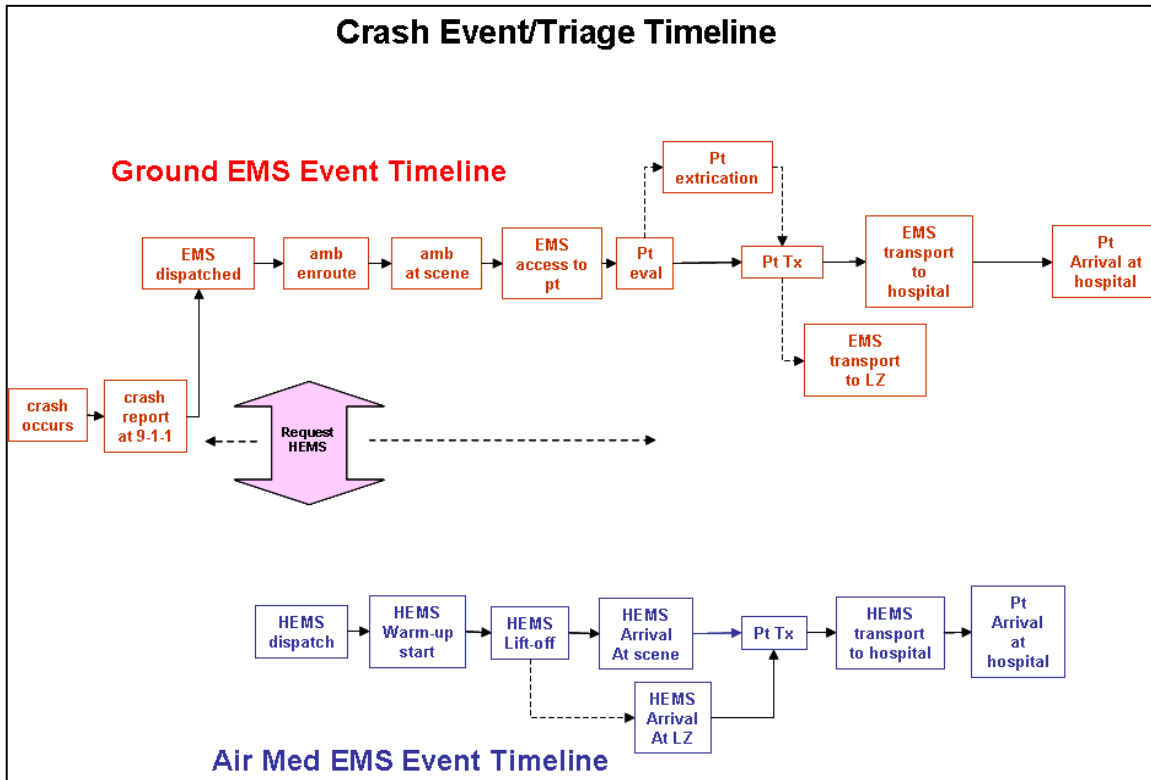 Crash Event/Triage Timeline
Ground EMS Event Timeline
Pt
extrication
EMS
dispatched
amb
enroute
amb
at scene
EMS
access to
pt
Pt
eval
Pt Tx
EMS
transport
to
hospital
Pt
Arrival at
hospital
EMS
transport
to LZ
crash
occurs
crash
report
at 9-1-1
Request
HEMS
HEMS
dispatch
HEMS
Warm-up
start
HEMS
Lift-off
HEMS
Arrival
At scene
Pt Tx
HEMS
transport
to hospital
Pt
Arrival
at
hospital
HEMS
Arrival
At LZ
Air Med EMS Event Timeline